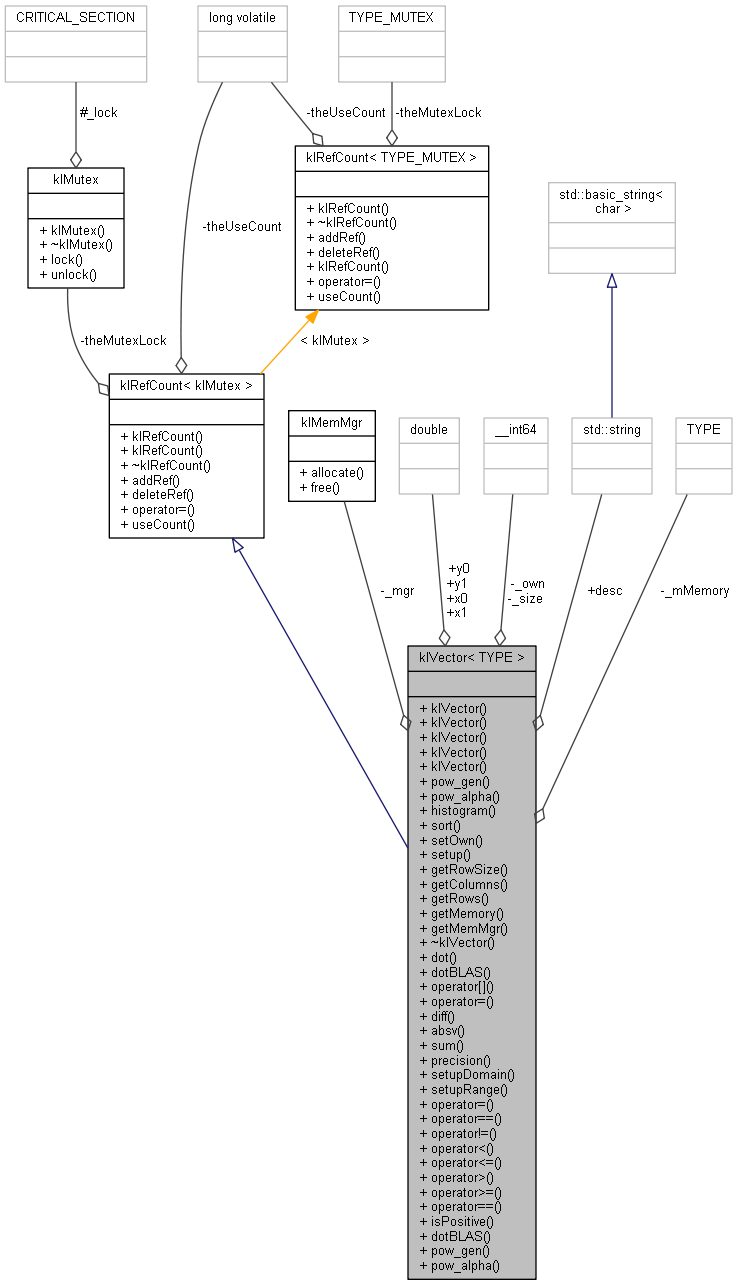 CRITICAL_SECTION
long volatile
TYPE_MUTEX
#_lock
-theUseCount
-theMutexLock
klMutex
+ klMutex()
+ ~klMutex()
+ lock()
+ unlock()
klRefCount< TYPE_MUTEX >
+ klRefCount()
+ ~klRefCount()
+ addRef()
+ deleteRef()
+ klRefCount()
+ operator=()
+ useCount()
std::basic_string<
char >
-theUseCount
-theMutexLock
< klMutex >
klRefCount< klMutex >
+ klRefCount()
+ klRefCount()
+ ~klRefCount()
+ addRef()
+ deleteRef()
+ operator=()
+ useCount()
klMemMgr
+ allocate()
+ free()
double
__int64
std::string
TYPE
-_mgr
+y0
+y1
+x0
+x1
-_own
-_size
+desc
-_mMemory
klVector< TYPE >
+ klVector()
+ klVector()
+ klVector()
+ klVector()
+ klVector()
+ pow_gen()
+ pow_alpha()
+ histogram()
+ sort()
+ setOwn()
+ setup()
+ getRowSize()
+ getColumns()
+ getRows()
+ getMemory()
+ getMemMgr()
+ ~klVector()
+ dot()
+ dotBLAS()
+ operator[]()
+ operator=()
+ diff()
+ absv()
+ sum()
+ precision()
+ setupDomain()
+ setupRange()
+ operator=()
+ operator==()
+ operator!=()
+ operator<()
+ operator<=()
+ operator>()
+ operator>=()
+ operator==()
+ isPositive()
+ dotBLAS()
+ pow_gen()
+ pow_alpha()